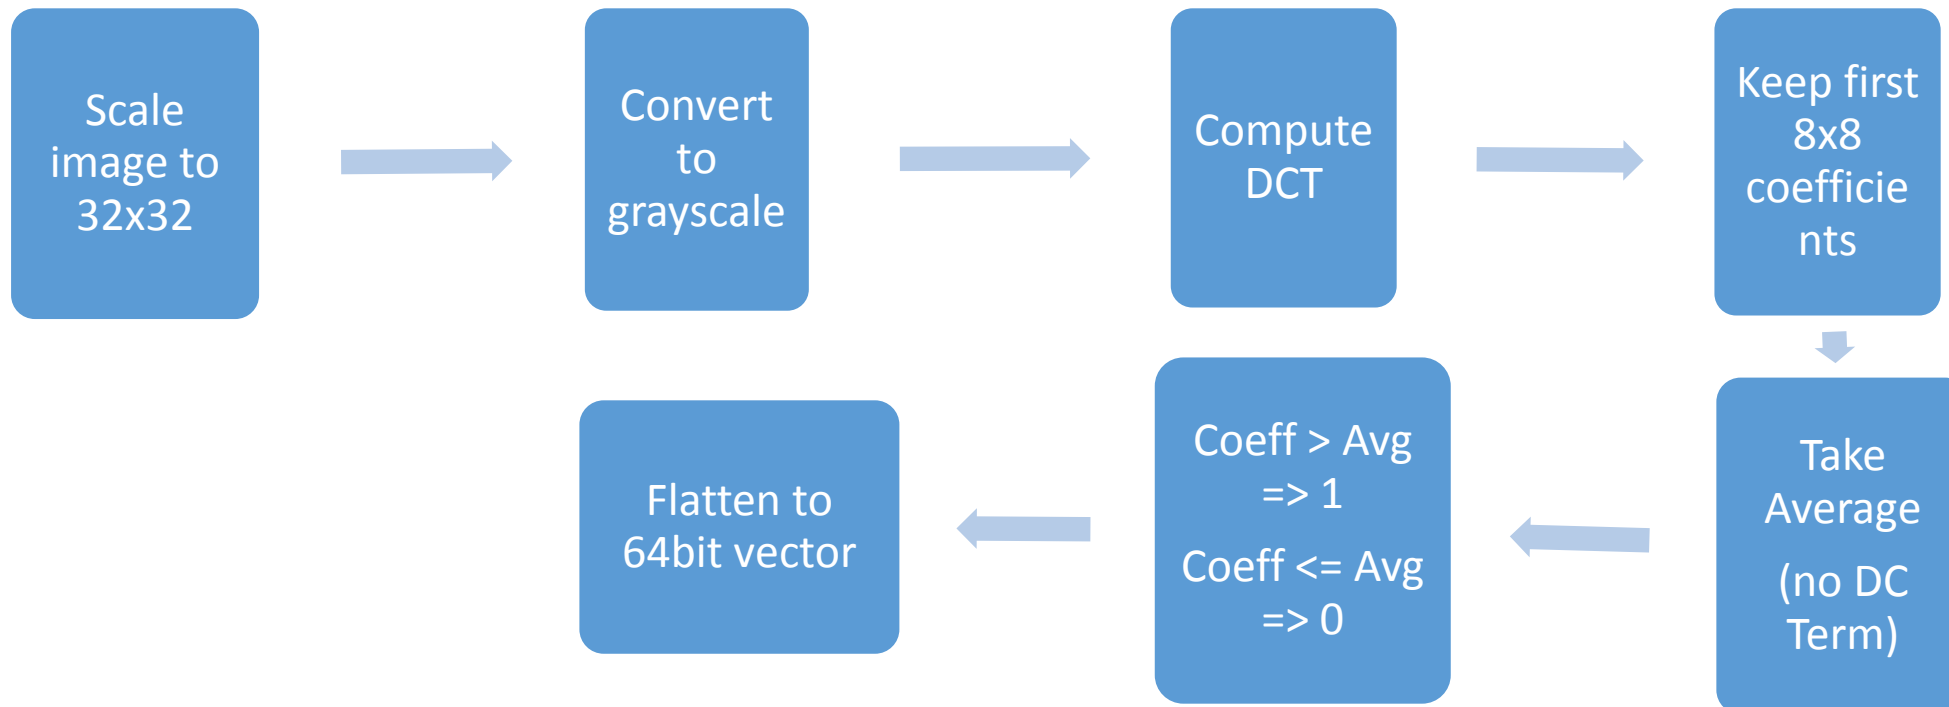 Scale
image to
32x32
Convert
to
grayscale
Compute
DCT
Keep first
8x8
coefficie
nts
Take
Average
(no DC
Term)
Coeff > Avg
=> 1
Coeff <= Avg
=> 0
Flatten to
64bit vector